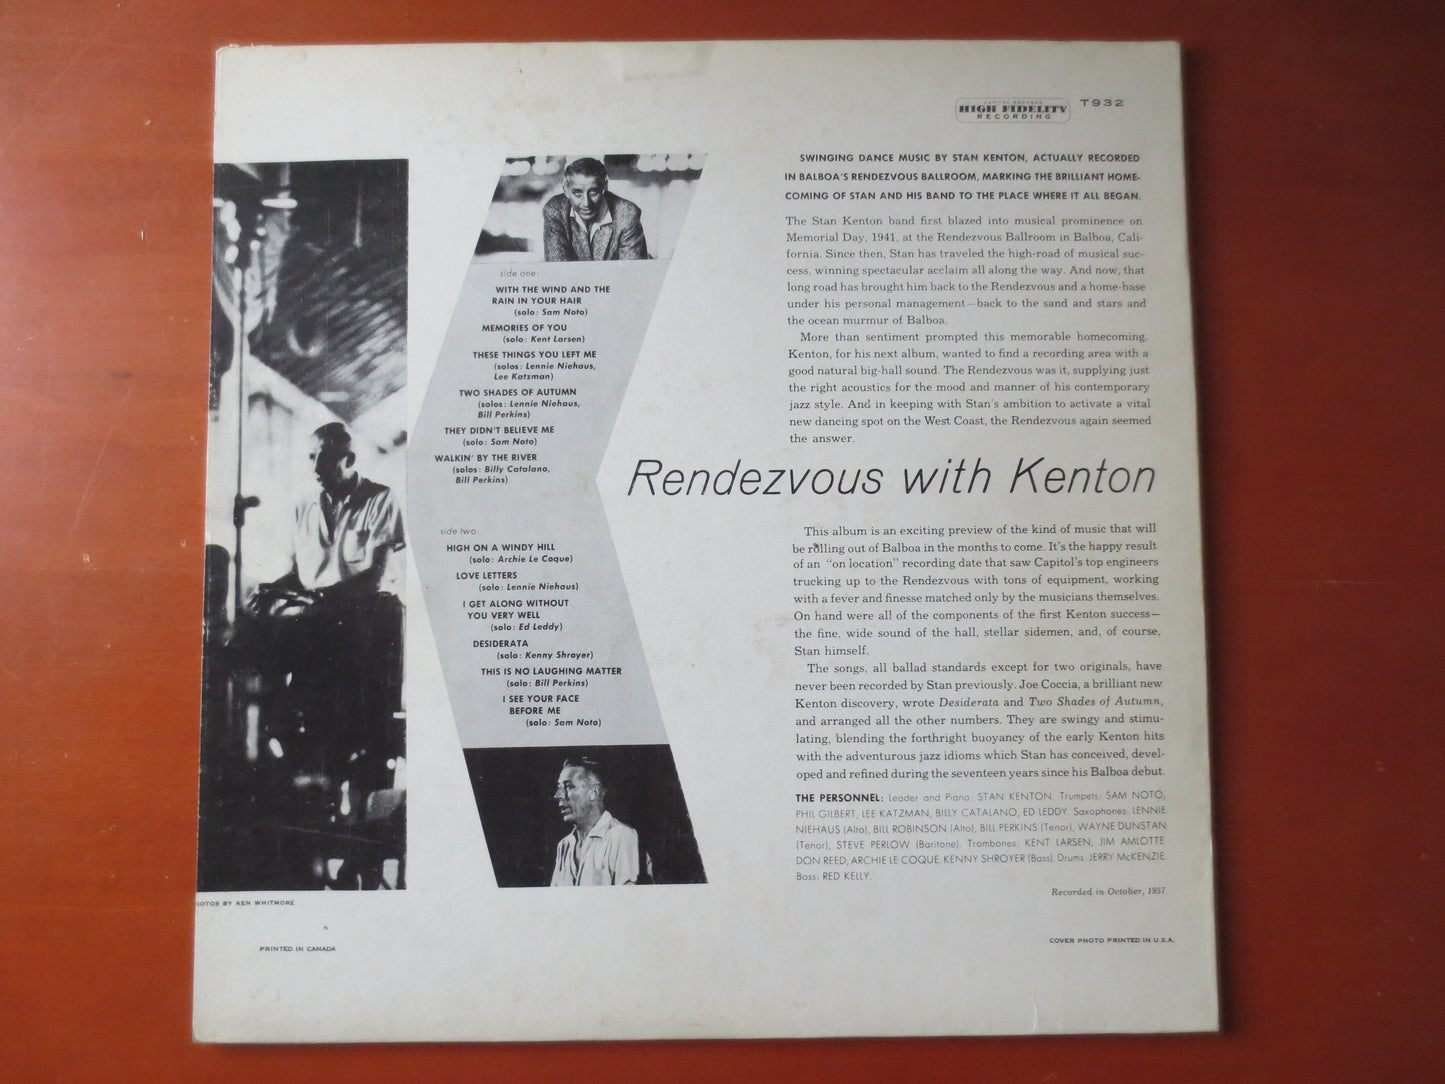 CAPITOL RECORDS
HIGH FIDELITY
RECORDING
T932
SWINGING DANCE MUSIC BY STAN KENTON, ACTUALLY RECORDED
IN BALBOA'S RENDEZVOUS BALLROOM, MARKING THE BRILLIANT HOME-
COMING OF STAN AND HIS BAND TO THE PLACE WHERE IT ALL BEGAN.
The Stan Kenton band first blazed into musical prominence on
Memorial Day, 1941, at the Rendezvous Ballroom in Balboa, Cali-
fornia. Since then, Stan has traveled the high-road of musical suc-
cess, winning spectacular acclaim all along the way. And now, that
long road has brought him back to the Rendezvous and a home-base
under his personal management—back to the sand and stars and
the ocean murmur of Balboa.
More than sentiment prompted this memorable homecoming.
Kenton, for his next album, wanted to find a recording area with a
good natural big-hall sound. The Rendezvous was it, supplying just
the right acoustics for the mood and manner of his contemporary
jazz style. And in keeping with Stan's ambition to activate a vital
new dancing spot on the West Coast, the Rendezvous again seemed
the answer.
side one:
WITH THE WIND AND THE
RAIN IN YOUR HAIR
(solo: Sam Noto)
MEMORIES OF YOU
(solo: Kent Larsen)
THESE THINGS YOU LEFT ME
(solos: Lennie Niehaus,
Lee Katzman)
TWO SHADES OF AUTUMN
(solos: Lennie Niehaus,
Bill Perkins)
THEY DIDN'T BELIEVE ME
(solo: Sam Noto)
WALKIN' BY THE RIVER
(solos: Billy Catalano,
Bill Perkins)
Rendezvous with Kenton
side two:
HIGH ON A WINDY HILL
(solo: Archie Le Coque)
LOVE LETTERS
(solo: Lennie Niehaus)
I GET ALONG WITHOUT
YOU VERY WELL
(solo: Ed Leddy)
DESIDERATA
(solo: Kenny Shroyer)
THIS IS NO LAUGHING MATTER
(solo: Bill Perkins)
I SEE YOUR FACE
BEFORE ME
(solo: Sam Noto)
This album is an exciting preview of the kind of music that will
be rolling out of Balboa in the months to come. It's the happy result
of an "on location" recording date that saw Capitol's top engineers
trucking up to the Rendezvous with tons of equipment, working
with a fever and finesse matched only by the musicians themselves.
On hand were all of the components of the first Kenton success—
the fine, wide sound of the hall, stellar sidemen, and, of course,
Stan himself.
The songs, all ballad standards except for two originals, have
never been recorded by Stan previously. Joe Coccia, a brilliant new
Kenton discovery, wrote Desiderata and Two Shades of Autumn,
and arranged all the other numbers. They are swingy and stimu-
lating, blending the forthright buoyancy of the early Kenton hits
with the adventurous jazz idioms which Stan has conceived, devel-
oped and refined during the seventeen years since his Balboa debut.
THE PERSONNEL: Leader and Piano: STAN KENTON. Trumpets: SAM NOTO,
PHIL GILBERT, LEE KATZMAN, BILLY CATALANO, ED LEDDY. Saxophones: LENNIE
NIEHAUS (Alto), BILL ROBINSON (Alto), BILL PERKINS (Tenor), WAYNE DUNSTAN
(Tenor), STEVE PERLOW (Baritone). Trombones: KENT LARSEN, JIM AMLOTTE
DON REED, ARCHIE LE COQUE, KENNY SHROYER (Bass). Drums: JERRY McKENZIE.
Bass: RED KELLY.
Recorded in October, 1957
HOTOS BY KEN WHITMORE
PRINTED IN CANADA
COVER PHOTO PRINTED IN U.S.A.